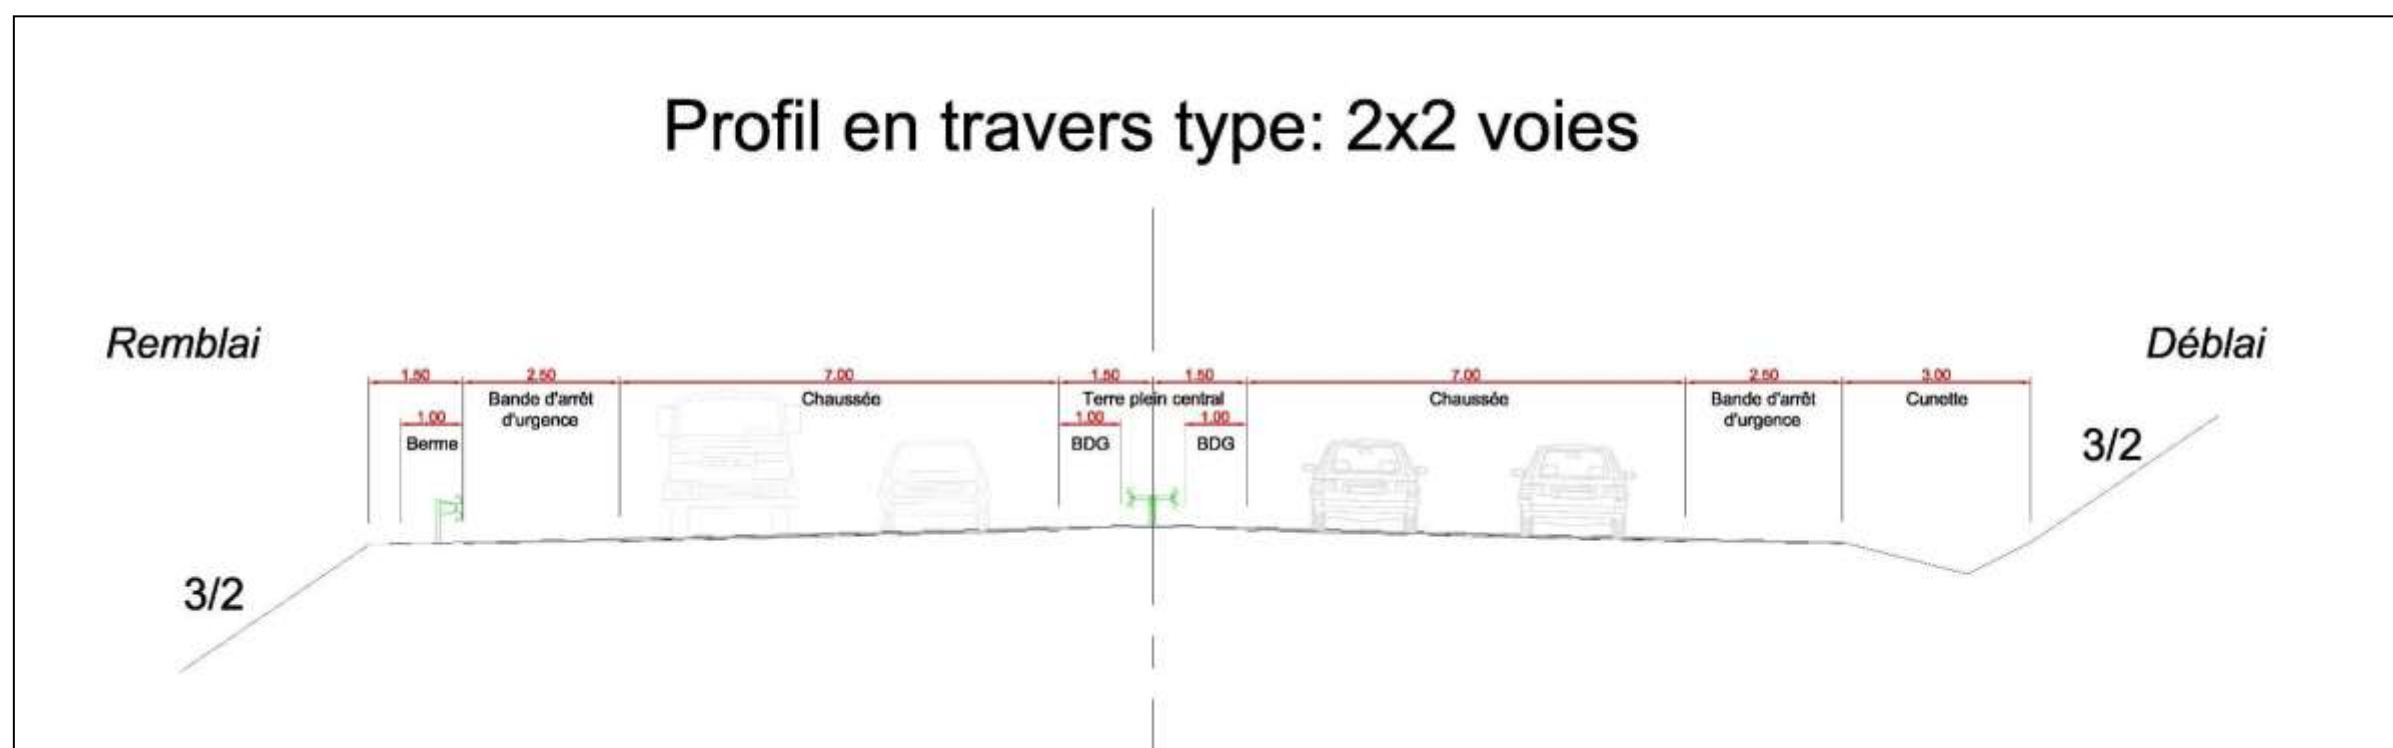 Profil en travers type: 2x2 voies
Remblai
Déblai
1.50 2.50 7.00 1.50 1.50 7.00 2.50 3.00
Bande d'arrêt d'urgence
Chaussée
Terre plein central
Chaussée
Bande d'arrêt d'urgence
Cunette
1.00 1.00 1.00
Berme BDG BDG
3/2
3/2